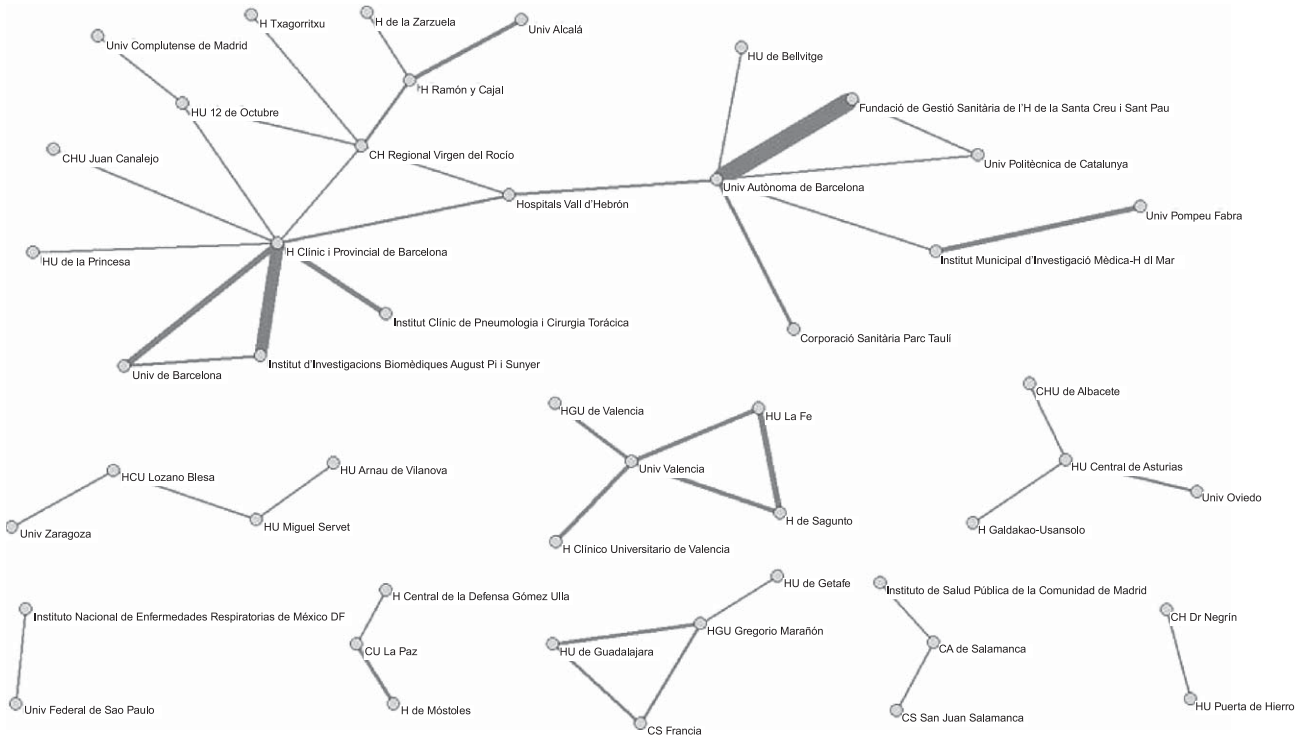 H Txagorritxu
H de la Zarzuela
Univ Alcalá
Univ Complutense de Madrid
HU de Bellvitge
H Ramón y Cajal
HU 12 de Octubre
Fundació de Gestió Sanitària de l'H de la Santa Creu i Sant Pau
CHU Juan Canalejo
CH Regional Virgen del Rocío
Univ Politècnica de Catalunya
Univ Autònoma de Barcelona
Hospitals Vall d'Hebrón
Univ Pompeu Fabra
H Clínic i Provincial de Barcelona
HU de la Princesa
Institut Municipal d'Investigació Mèdica-H dl Mar
Institut Clínic de Pneumologia i Cirurgia Torácica
Corporació Sanitària Parc Taulí
Institut d'Investigacions Biomèdiques August Pi i Sunyer
Univ de Barcelona
CHU de Albacete
HGU de Valencia
HU La Fe
HU Arnau de Vilanova
HCU Lozano Blesa
Univ Valencia
HU Central de Asturias
Univ Oviedo
HU Miguel Servet
Univ Zaragoza
H de Sagunto
H Galdakao-Usansolo
H Clínico Universitario de Valencia
HU de Getafe
Instituto de Salud Pública de la Comunidad de Madrid
H Central de la Defensa Gómez Ulla
Instituto Nacional de Enfermedades Respiratorias de México DF
CH Dr Negrín
HGU Gregorio Marañón
CU La Paz
HU de Guadalajara
CA de Salamanca
Univ Federal de Sao Paulo
H de Móstoles
HU Puerta de Hierro
CS San Juan Salamanca
CS Francia